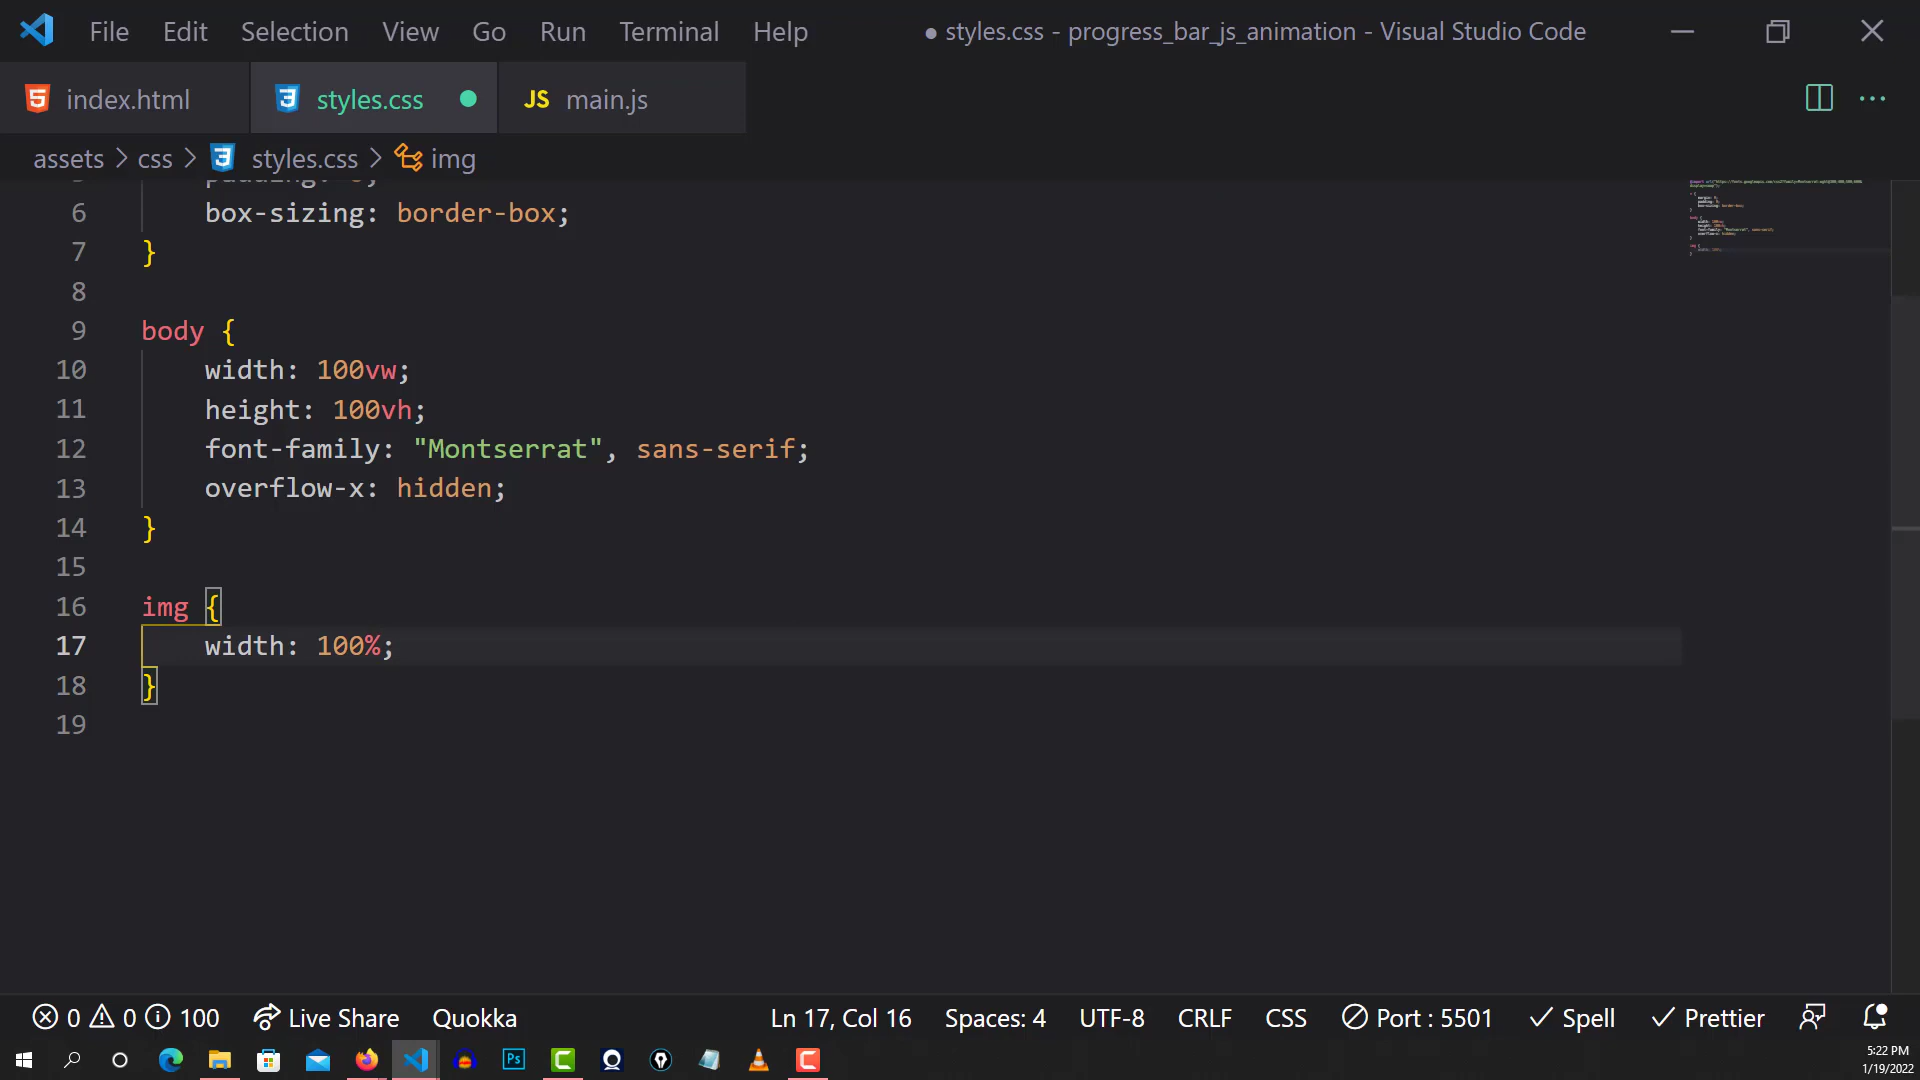 File Edit Selection View Go Run Terminal Help
● styles.css - progress_bar_js_animation - Visual Studio Code
index.html
styles.css
JS main.js
assets > css > styles.css > img
6 box-sizing: border-box;
7 }
8
9 body {
10 width: 100vw;
11 height: 100vh;
12 font-family: "Montserrat", sans-serif;
13 overflow-x: hidden;
14 }
15
16 img {
17 width: 100%;
18 }
19
0 0 100 Live Share Quokka
Ln 17, Col 16 Spaces: 4 UTF-8 CRLF CSS Port : 5501 Spell Prettier
Ps
5:22 PM
1/19/2022